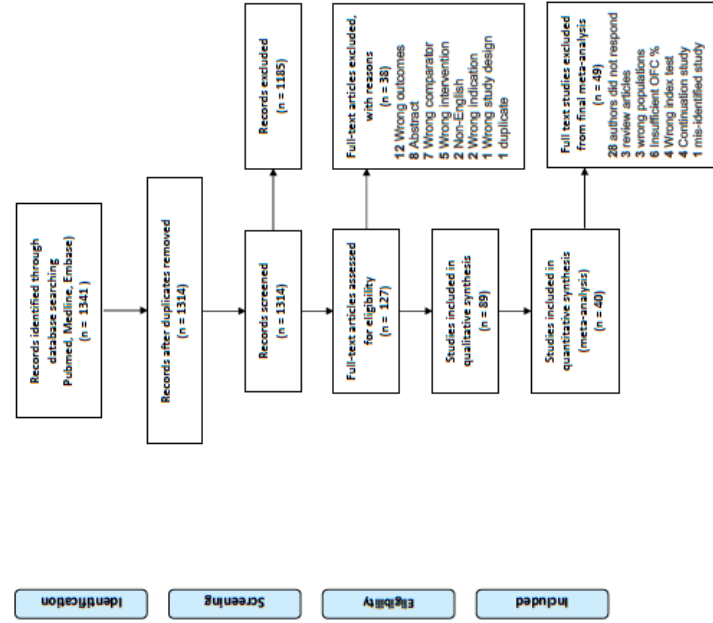 Identification
Screening
Eligibility
Included
Records identified through
database searching
Pubmed, Medline, Embase)
(n = 1341 )
Records after duplicates removed
(n =1314)
Records screened
(n =1314)
Records excluded
(n = 1185)
Full-text articles assessed
for eligibility
(n = 127)
Full-text articles excluded,
with reasons
(n = 38)
12 Wrong outcomes
8 Abstract
7 Wrong comparator
5 Wrong intervention
2 Non-English
2 Wrong indication
1 Wrong study design
1 duplicate
Studies included in
qualitative synthesis
(n = 89)
Studies included in
quantitative synthesis
(meta-analysis)
(n = 40)
Full text studies excluded
from final meta-analysis
(n = 49)
28 authors did not respond
3 review articles
3 wrong populations
6 Insufficient OFC %
4 Wrong index test
4 Continuation study
1 mis-identified study